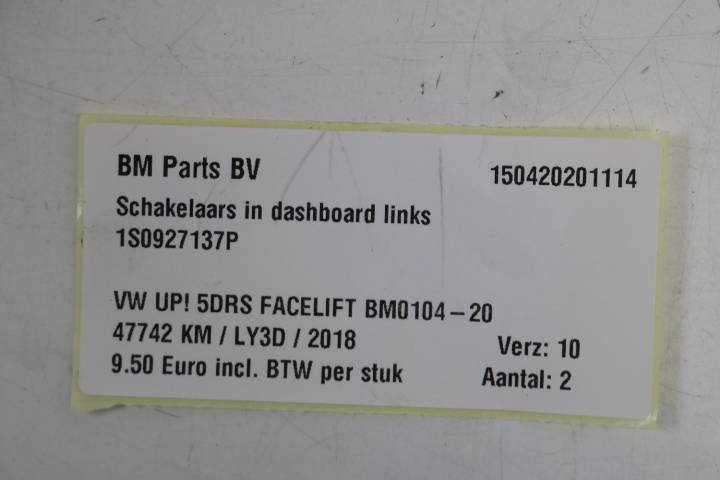 BM Parts BV 150420201114
Schakelaars in dashboard links
1S0927137P
VW UP! 5DRS FACELIFT BM0104-20
47742 KM / LY3D / 2018 Verz: 10
9.50 Euro incl. BTW per stuk Aantal: 2